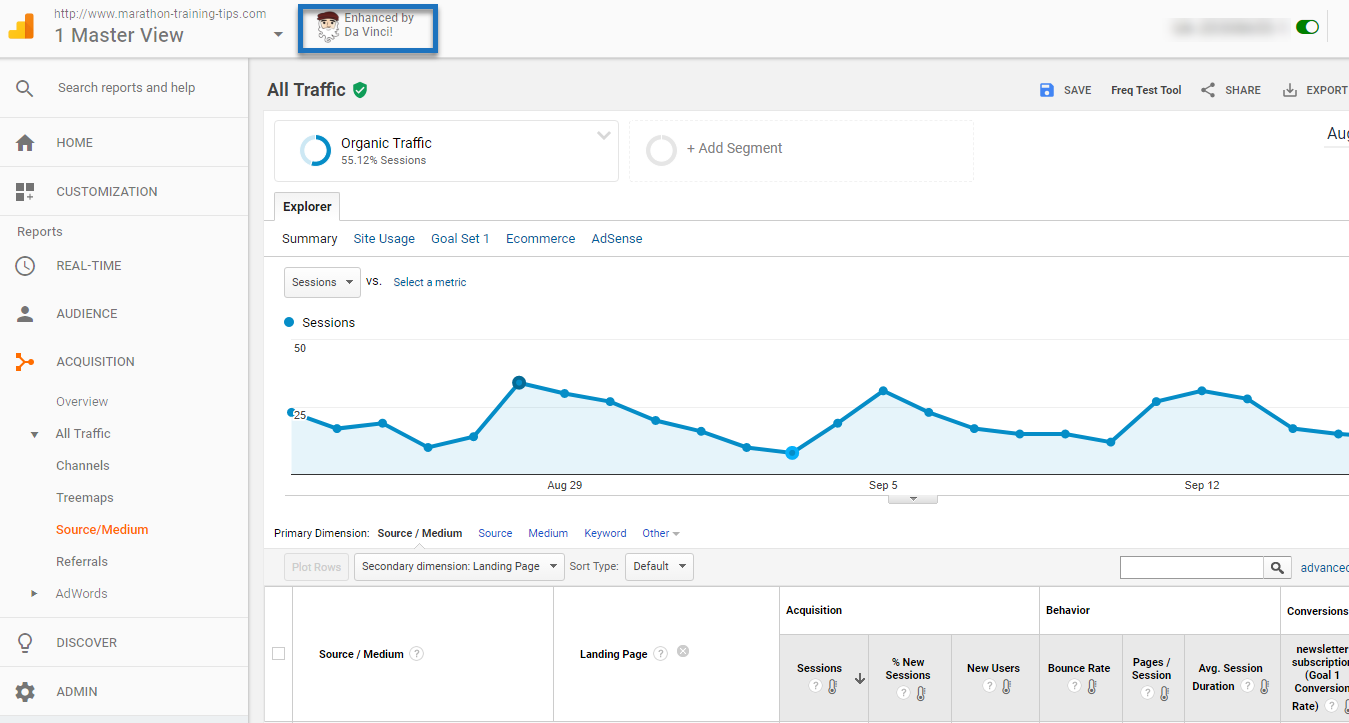 http://www.marathon-training-tips.com
1 Master View
Enhanced by
Da Vinci!
Search reports and help
HOME
CUSTOMIZATION
Reports
REAL-TIME
AUDIENCE
ACQUISITION
Overview
All Traffic
Channels
Treemaps
Source/Medium
Referrals
AdWords
DISCOVER
ADMIN
All Traffic
SAVE Freq Test Tool SHARE EXPORT
Organic Traffic
55.12% Sessions
+ Add Segment
Aug
Explorer
Summary Site Usage Goal Set 1 Ecommerce AdSense
Sessions VS. Select a metric
Sessions
50
25
Aug 29 Sep 5 Sep 12
Primary Dimension: Source / Medium Source Medium Keyword Other
Plot Rows Secondary dimension: Landing Page Sort Type: Default advanced
Source / Medium ?
Landing Page ?
Acquisition
Behavior
Conversions
Sessions
?
% New
Sessions
?
New Users
?
Bounce Rate
?
Pages /
Session
?
Avg. Session
Duration ?
newsletter
subscription
(Goal 1
Conversion
Rate) ?